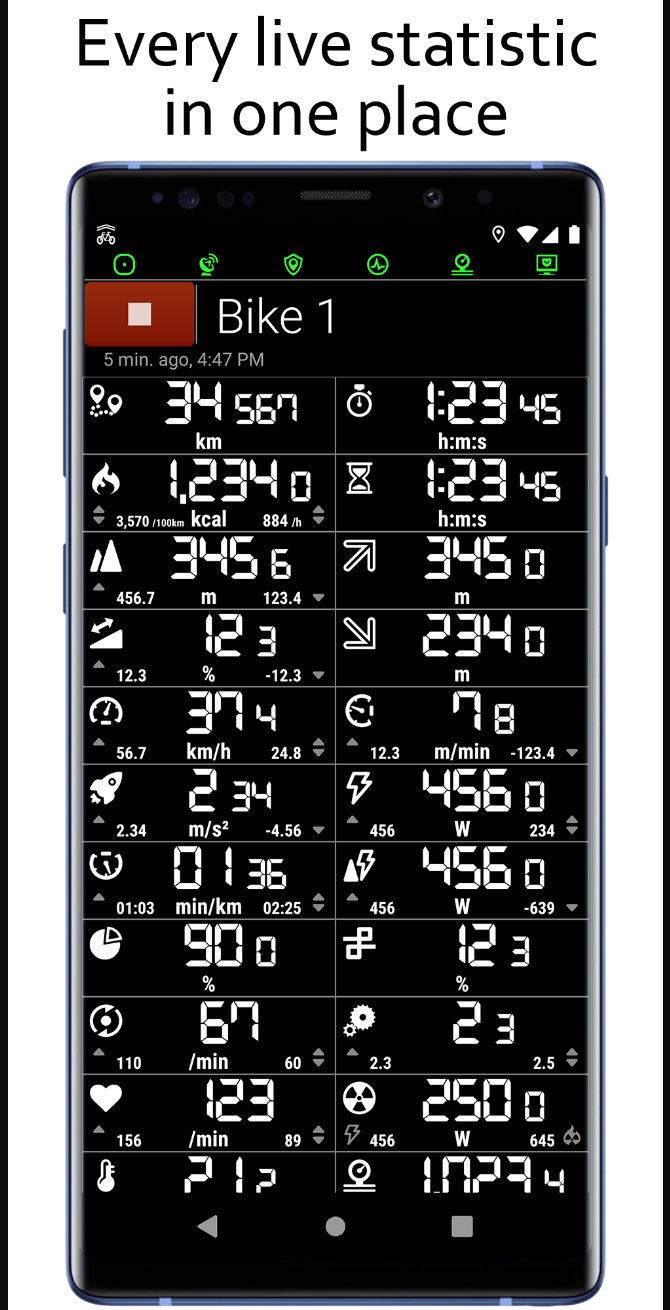 Every live statistic
in one place
Bike 1
5 min. ago, 4:47 PM
34 567 1:23 45
km h:m:s
1,234 0 1:23 45
3,570 /100km kcal 884 /h h:m:s
345 6 345 0
456.7 m 123.4 m
12 3 234 0
12.3 % -12.3 m
37 4 7 8
56.7 km/h 24.8 12.3 m/min -123.4
2 34 456 0
2.34 m/s² -4.56 456 W 234
01 36 456 0
01:03 min/km 02:25 456 W -639
90 0 12 3
% %
67 2 3
110 /min 60 2.3 2.5
123 250 0
156 /min 89 456 W 645